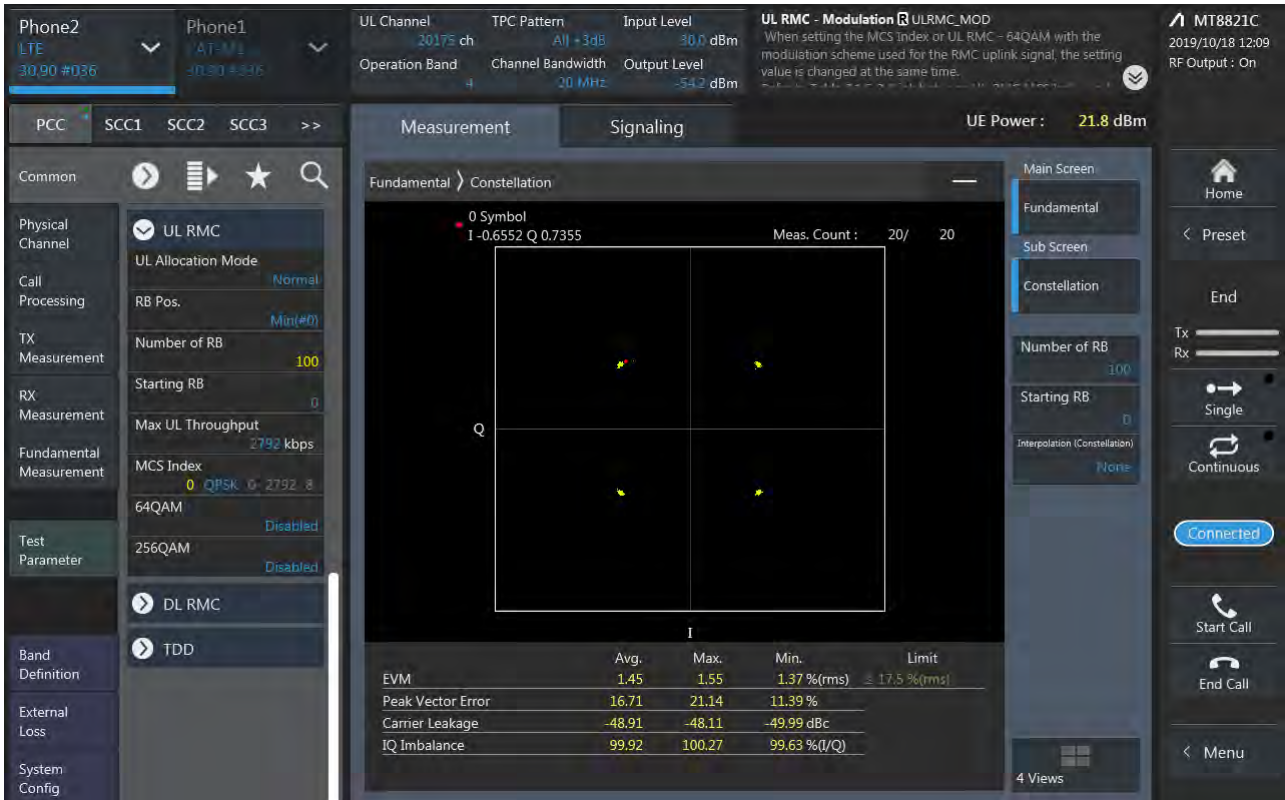 Phone2
LTE
30.90 #036
Phone1
CAT-M1
UL Channel
20175 ch
Operation Band
4
TPC Pattern
All +3dB
Channel Bandwidth
20 MHz
Input Level
30.0 dBm
Output Level
-54.2 dBm
UL RMC - Modulation R ULRMC_MOD
When setting the MCS Index or UL RMC - 64QAM with the
modulation scheme used for the RMC uplink signal, the setting
value is changed at the same time.
MT8821C
2019/10/18 12:09
RF Output : On
PCC SCC1 SCC2 SCC3 >>
Measurement
Signaling
UE Power : 21.8 dBm
Common
Physical
Channel
Call
Processing
TX
Measurement
RX
Measurement
Fundamental
Measurement
Test
Parameter
Band
Definition
External
Loss
System
Config
UL RMC
UL Allocation Mode
Normal
RB Pos.
Min(#0)
Number of RB
100
Starting RB
0
Max UL Throughput
2792 kbps
MCS Index
0 QPSK 0 2792 8
64QAM
Disabled
256QAM
Disabled
DL RMC
TDD
Fundamental 〉 Constellation
0 Symbol
I -0.6552 Q 0.7355
Meas. Count : 20/ 20
Q
I
Avg. Max. Min. Limit
EVM 1.45 1.55 1.37 %(rms) ≤ 17.5 %(rms)
Peak Vector Error 16.71 21.14 11.39 %
Carrier Leakage -48.91 -48.11 -49.99 dBc
IQ Imbalance 99.92 100.27 99.63 %(I/Q)
Main Screen
Fundamental
Sub Screen
Constellation
Number of RB
100
Starting RB
0
Interpolation (Constellation)
None
4 Views
Home
< Preset
End
Tx
Rx
Single
Continuous
Connected
Start Call
End Call
< Menu